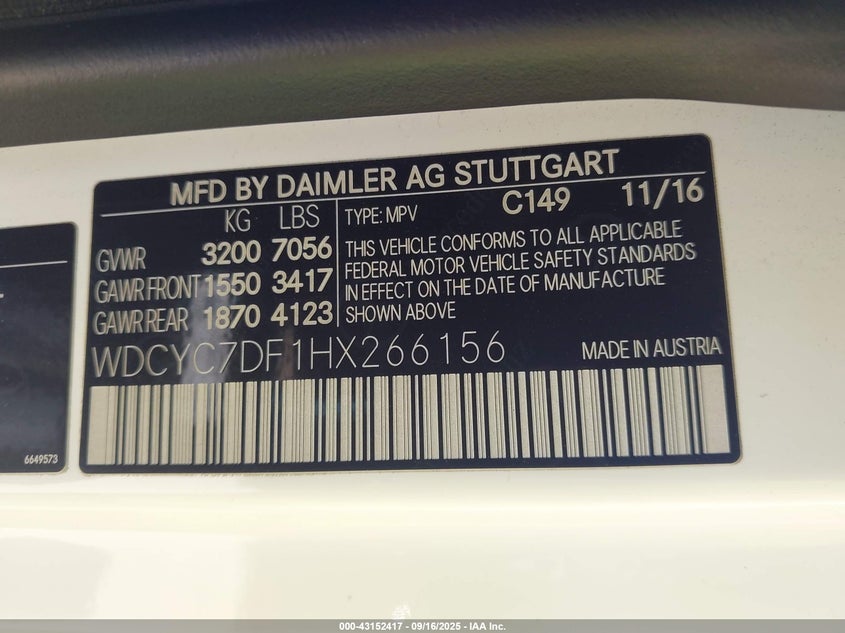 MFD BY DAIMLER AG STUTTGART
KG LBS
GVWR 3200 7056
GAWR FRONT 1550 3417
GAWR REAR 1870 4123
TYPE: MPV C149 11/16
THIS VEHICLE CONFORMS TO ALL APPLICABLE
FEDERAL MOTOR VEHICLE SAFETY STANDARDS
IN EFFECT ON THE DATE OF MANUFACTURE
SHOWN ABOVE
WDCYC7DF1HX266156 MADE IN AUSTRIA
6649573
000-43152417 - 09/16/2025 - IAA Inc.